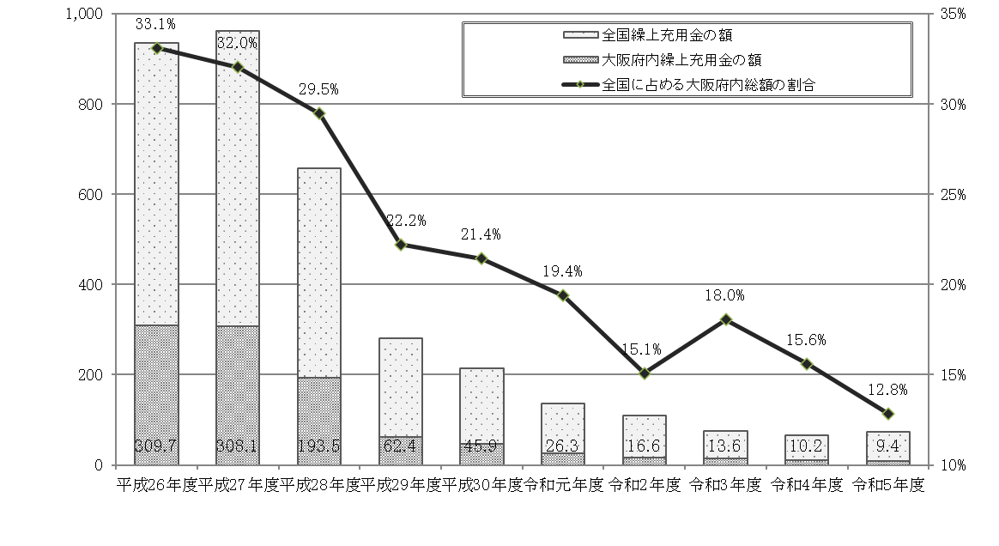 1,000
800
600
400
200
0
35%
30%
25%
20%
15%
10%
全国繰上充用金の額
大阪府内繰上充用金の額
全国に占める大阪府内総額の割合
33.1%
32.0%
29.5%
22.2%
21.4%
19.4%
15.1%
18.0%
15.6%
12.8%
309.7
308.1
193.5
62.4
45.9
26.3
16.6
13.6
10.2
9.4
平成26年度
平成27年度
平成28年度
平成29年度
平成30年度
令和元年度
令和2年度
令和3年度
令和4年度
令和5年度